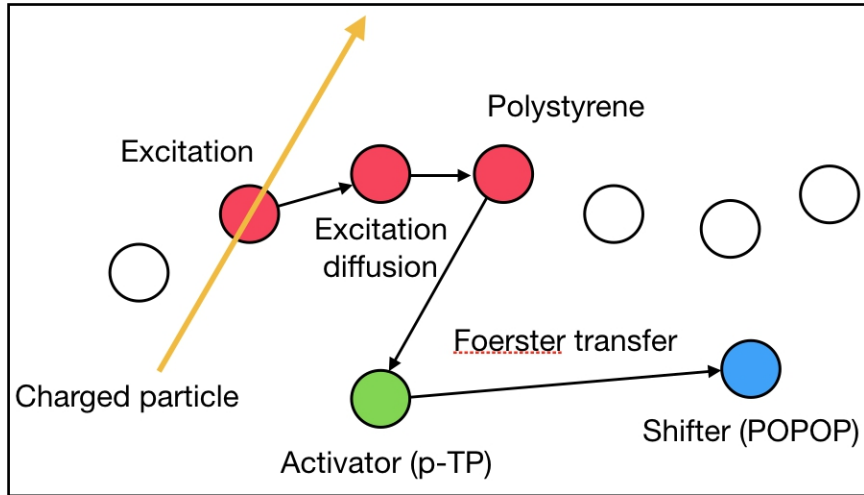 Polystyrene
Excitation
Excitation
diffusion
Foerster transfer
Charged particle
Shifter (POPOP)
Activator (p-TP)